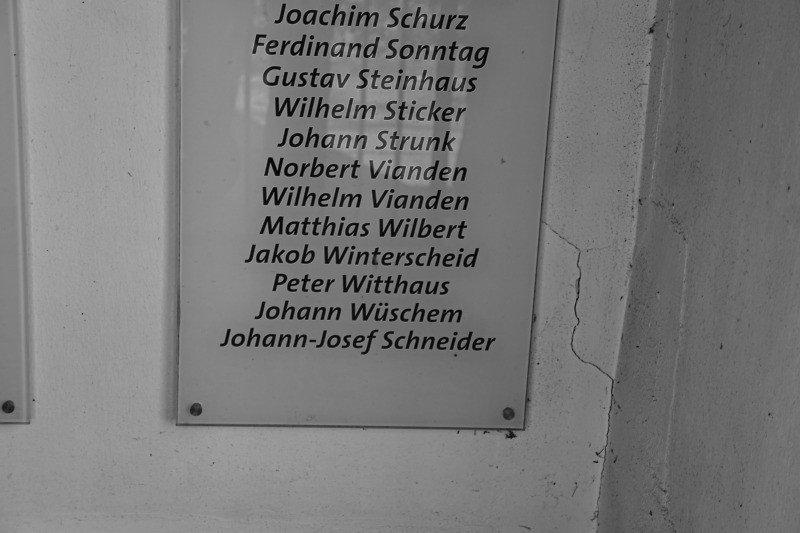 Joachim Schurz
Ferdinand Sonntag
Gustav Steinhaus
Wilhelm Sticker
Johann Strunk
Norbert Vianden
Wilhelm Vianden
Matthias Wilbert
Jakob Winterscheid
Peter Witthaus
Johann Wüschem
Johann-Josef Schneider